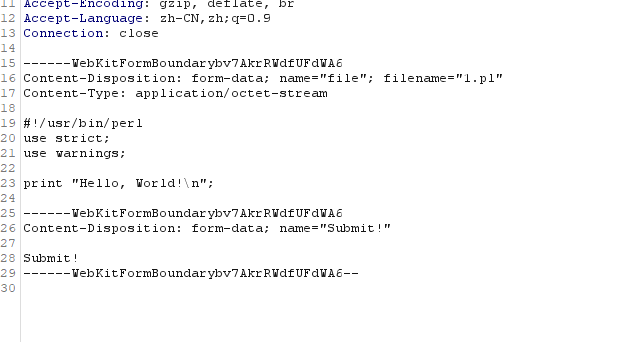 11 Accept-Encoding: gzip, deflate, br
12 Accept-Language: zh-CN,zh;q=0.9
13 Connection: close
14
15 ------WebKitFormBoundarybv7AkrRWdfUFdWA6
16 Content-Disposition: form-data; name="file"; filename="1.pl"
17 Content-Type: application/octet-stream
18
19 #!/usr/bin/perl
20 use strict;
21 use warnings;
22
23 print "Hello, World!\n";
24
25 ------WebKitFormBoundarybv7AkrRWdfUFdWA6
26 Content-Disposition: form-data; name="Submit!"
27
28 Submit!
29 ------WebKitFormBoundarybv7AkrRWdfUFdWA6--
30